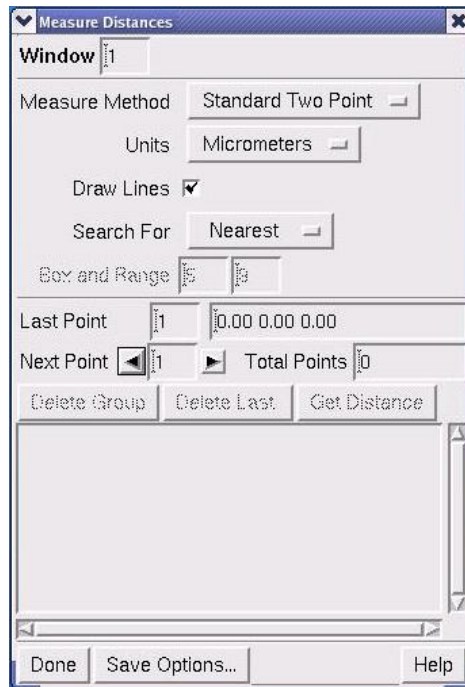 Measure Distances
Window 1
Measure Method Standard Two Point
Units Micrometers
Draw Lines
Search For Nearest
Box and Range
Last Point 1 0.00 0.00 0.00
Next Point 1 Total Points 0
Delete Group Delete Last Get Distance
Done Save Options... Help